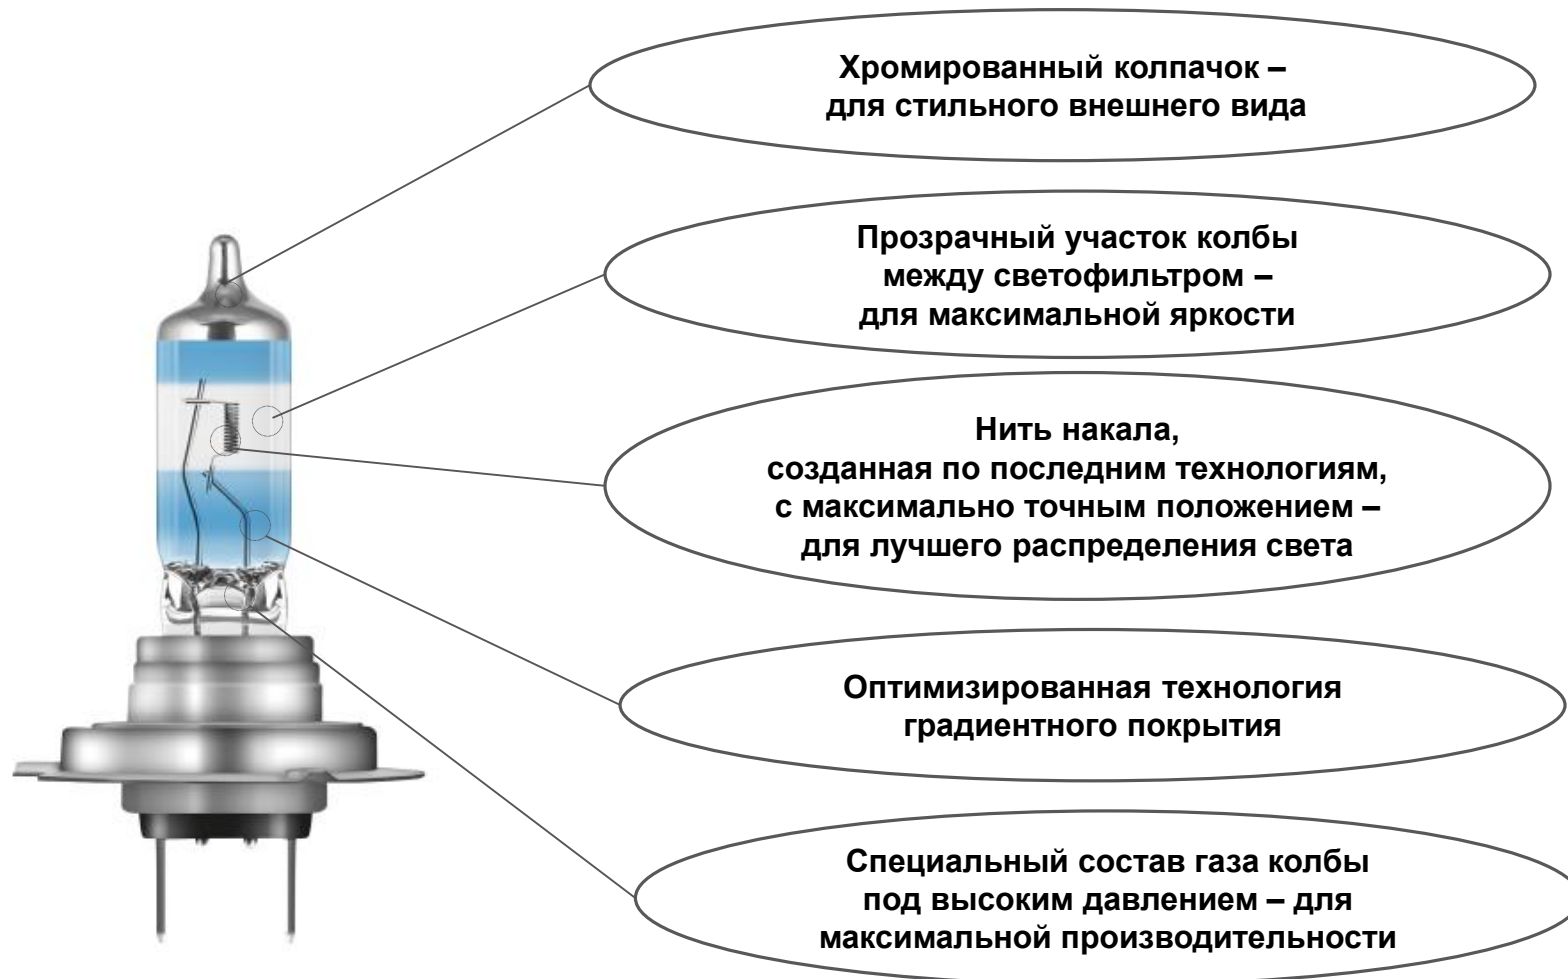 Хромированный колпачок –
для стильного внешнего вида
Прозрачный участок колбы
между светофильтром –
для максимальной яркости
Нить накала,
созданная по последним технологиям,
с максимально точным положением –
для лучшего распределения света
Оптимизированная технология
градиентного покрытия
Специальный состав газа колбы
под высоким давлением – для
максимальной производительности